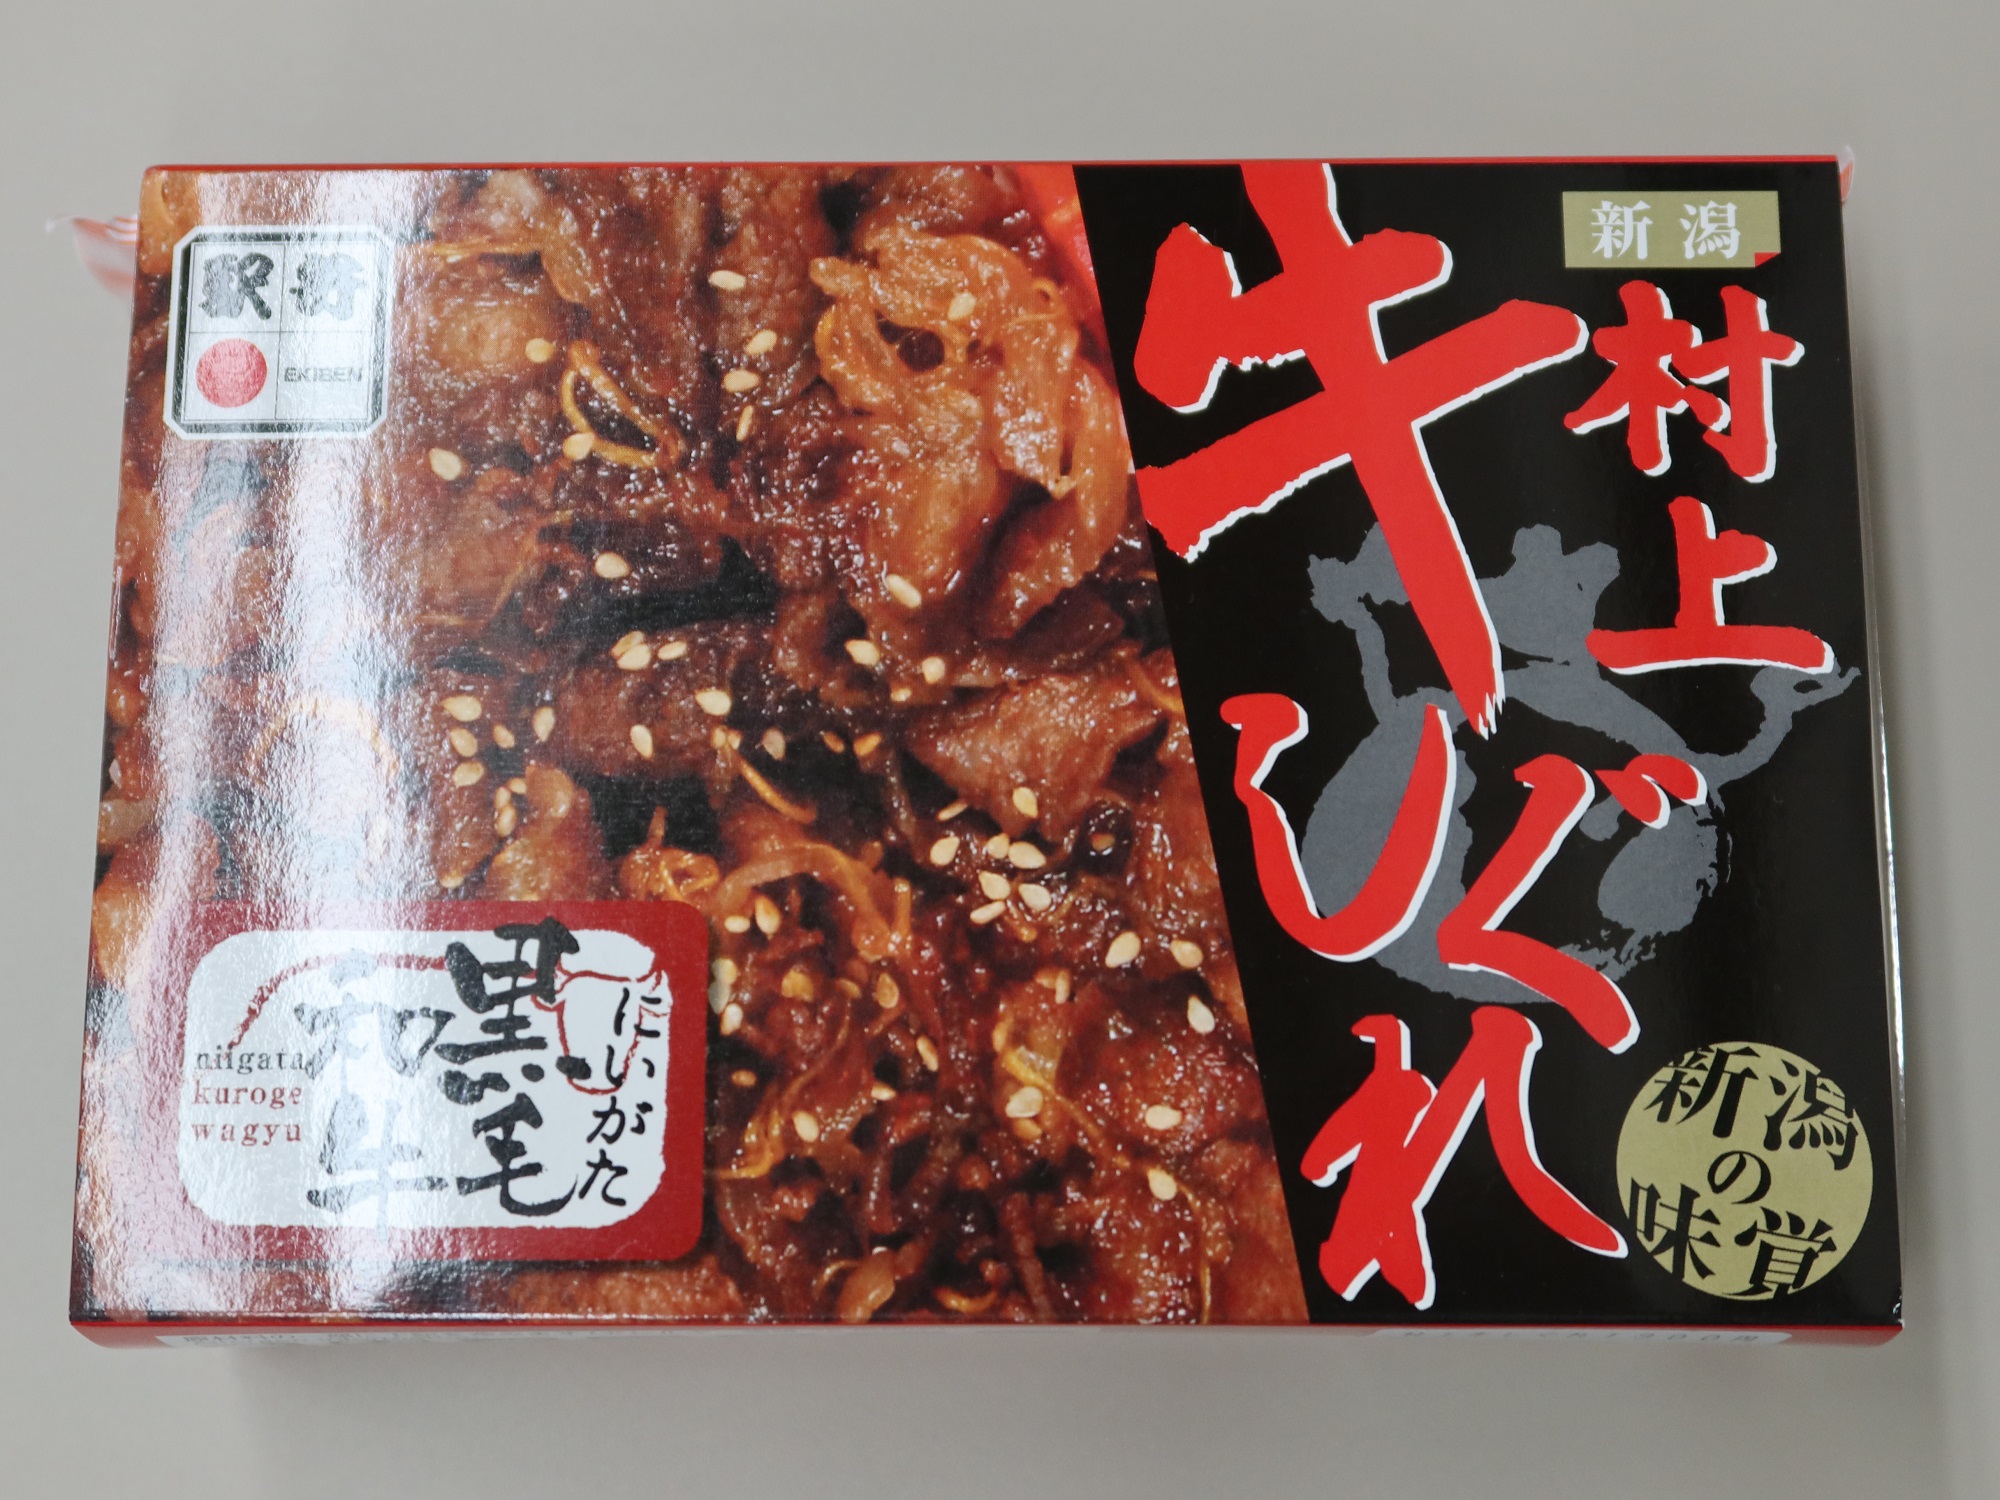 新潟
村上
牛しぐれ
新潟
の
味覚
駅弁
EKIBEN
にいがた
黒毛
和牛
niigata
kuroge
wagyu